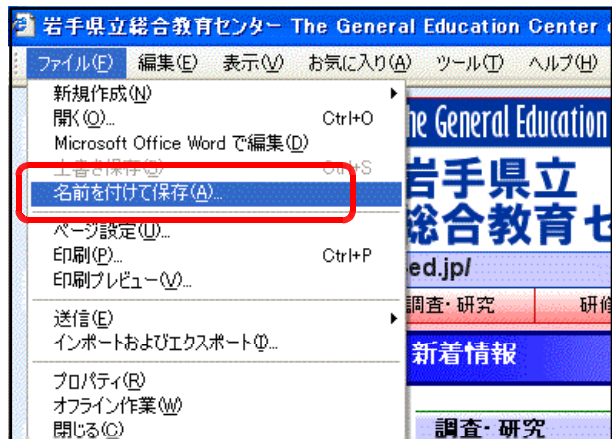 岩手県立総合教育センター The General Education Center
ファイル(F) 編集(E) 表示(V) お気に入り(A) ツール(T) ヘルプ(H)
新規作成(N)
開く(O)... Ctrl+O
Microsoft Office Word で編集(D)
上書き保存(S) Ctrl+S
名前を付けて保存(A)...
ページ設定(U)...
印刷(P)... Ctrl+P
印刷プレビュー(V)...
送信(E)
インポートおよびエクスポート(I)...
プロパティ(R)
オフライン作業(W)
閉じる(C)
he General Education
岩手県立
総合教育セ
ed.jp/
調査・研究 研修
新着情報
調査・研究